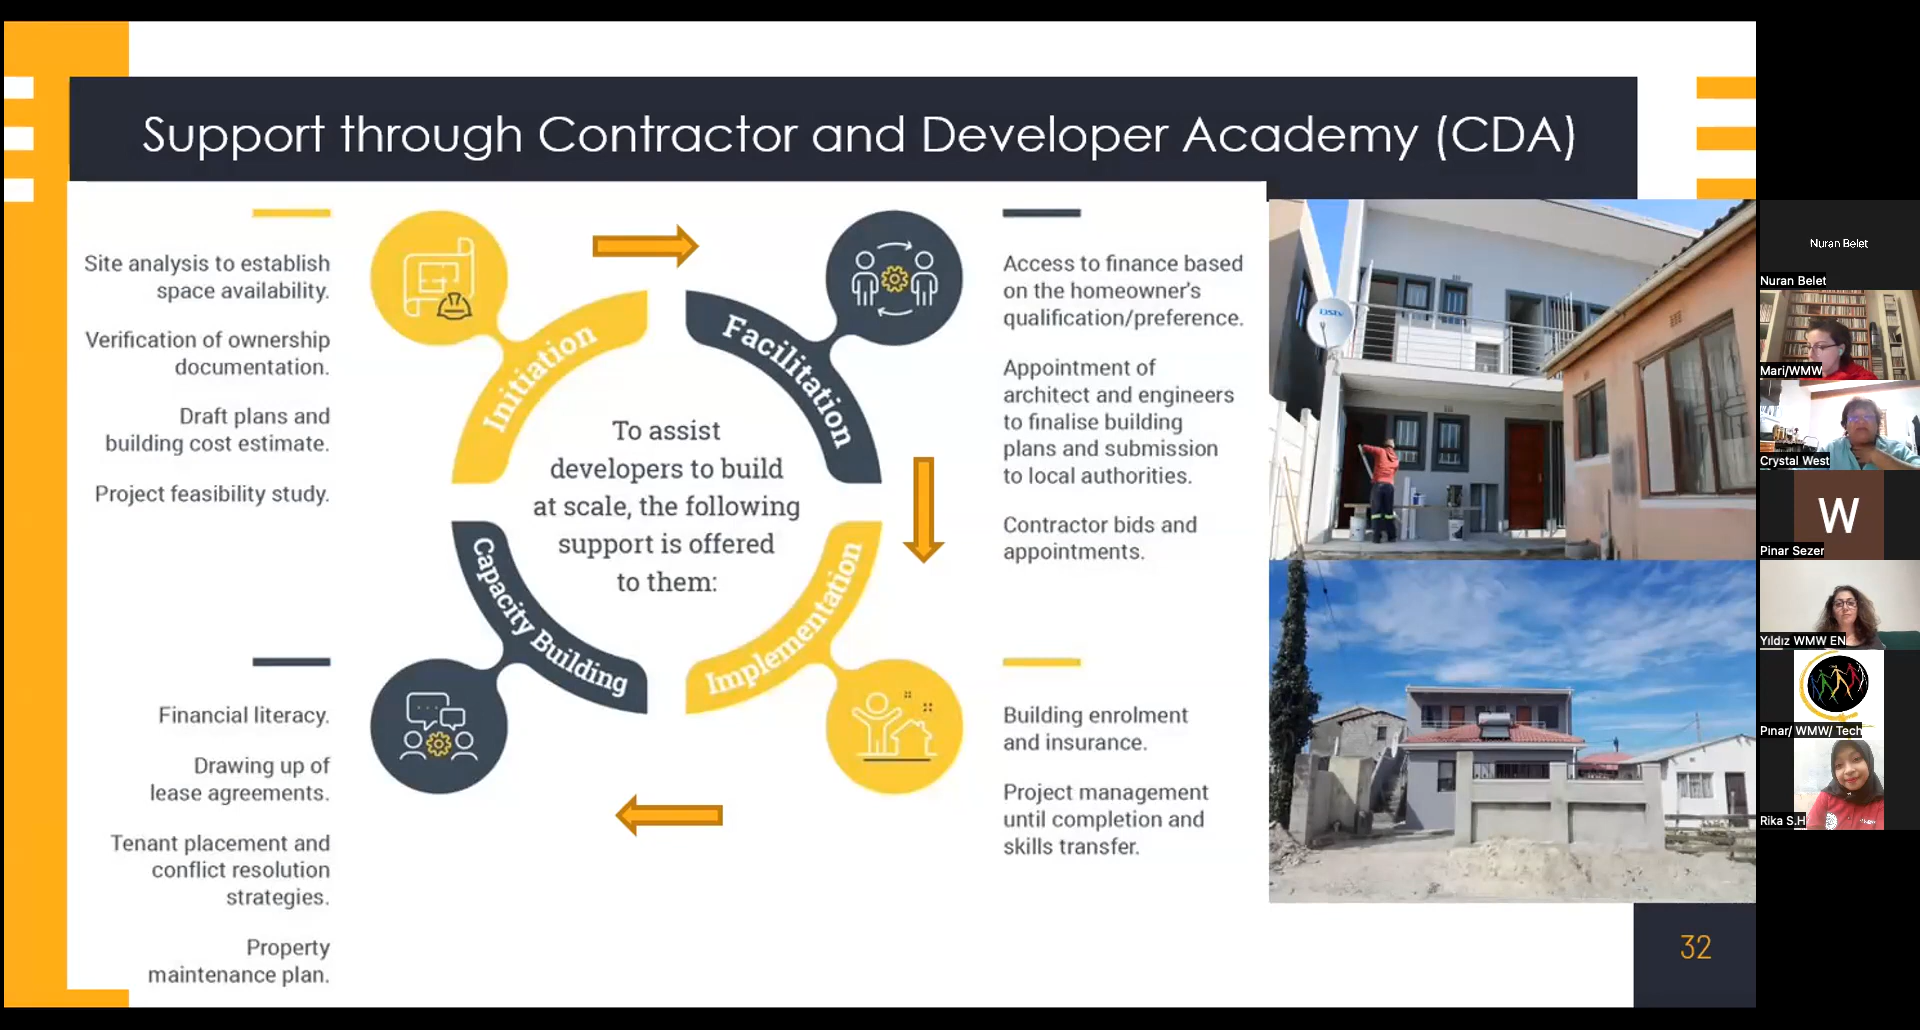 Support through Contractor and Developer Academy (CDA)
Site analysis to establish
space availability.
Verification of ownership
documentation.
Draft plans and
building cost estimate.
Project feasibility study.
Initiation
Facilitation
Access to finance based
on the homeowner's
qualification/preference.
Appointment of
architect and engineers
to finalise building
plans and submission
to local authorities.
Contractor bids and
appointments.
To assist
developers to build
at scale, the following
support is offered
to them:
Capacity Building
Implementation
Financial literacy.
Drawing up of
lease agreements.
Tenant placement and
conflict resolution
strategies.
Property
maintenance plan.
Building enrolment
and insurance.
Project management
until completion and
skills transfer.
DStv
32
Nuran Belet
Nuran Belet
Mari/WMW
Crystal West
W
Pinar Sezer
Yıldız WMW EN
Pınar/ WMW/ Tech
Rika S.H